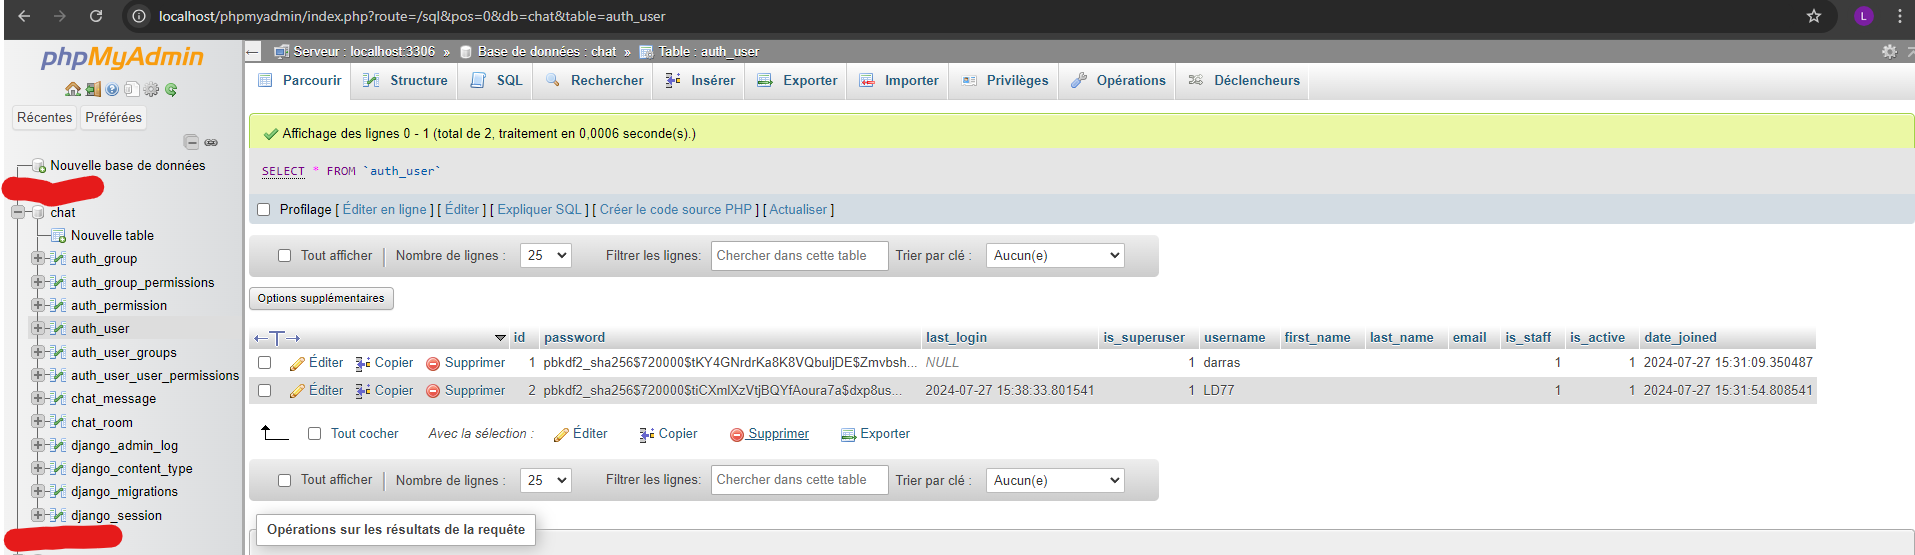 localhost/phpmyadmin/index.php?route=/sql&pos=0&db=chat&table=auth_user
L
phpMyAdmin
Récentes Préférées
Nouvelle base de données
chat
Nouvelle table
auth_group
auth_group_permissions
auth_permission
auth_user
auth_user_groups
auth_user_user_permissions
chat_message
chat_room
django_admin_log
django_content_type
django_migrations
django_session
Serveur : localhost:3306 » Base de données : chat » Table : auth_user
Parcourir Structure SQL Rechercher Insérer Exporter Importer Privilèges Opérations Déclencheurs
Affichage des lignes 0 - 1 (total de 2, traitement en 0,0006 seconde(s).)
SELECT * FROM `auth_user`
Profilage [ Éditer en ligne ] [ Éditer ] [ Expliquer SQL ] [ Créer le code source PHP ] [ Actualiser ]
Tout afficher Nombre de lignes : 25 Filtrer les lignes: Chercher dans cette table Trier par clé : Aucun(e)
Options supplémentaires
id password last_login is_superuser username first_name last_name email is_staff is_active date_joined
Éditer Copier Supprimer 1 pbkdf2_sha256$720000$tKY4GNrdrKa8K8VQbuljDE$Zmvbsh... NULL 1 darras 1 1 2024-07-27 15:31:09.350487
Éditer Copier Supprimer 2 pbkdf2_sha256$720000$tiCXmlXzVtjBQYfAoura7a$dxp8us... 2024-07-27 15:38:33.801541 1 LD77 1 1 2024-07-27 15:31:54.808541
Tout cocher Avec la sélection : Éditer Copier Supprimer Exporter
Tout afficher Nombre de lignes : 25 Filtrer les lignes: Chercher dans cette table Trier par clé : Aucun(e)
Opérations sur les résultats de la requête